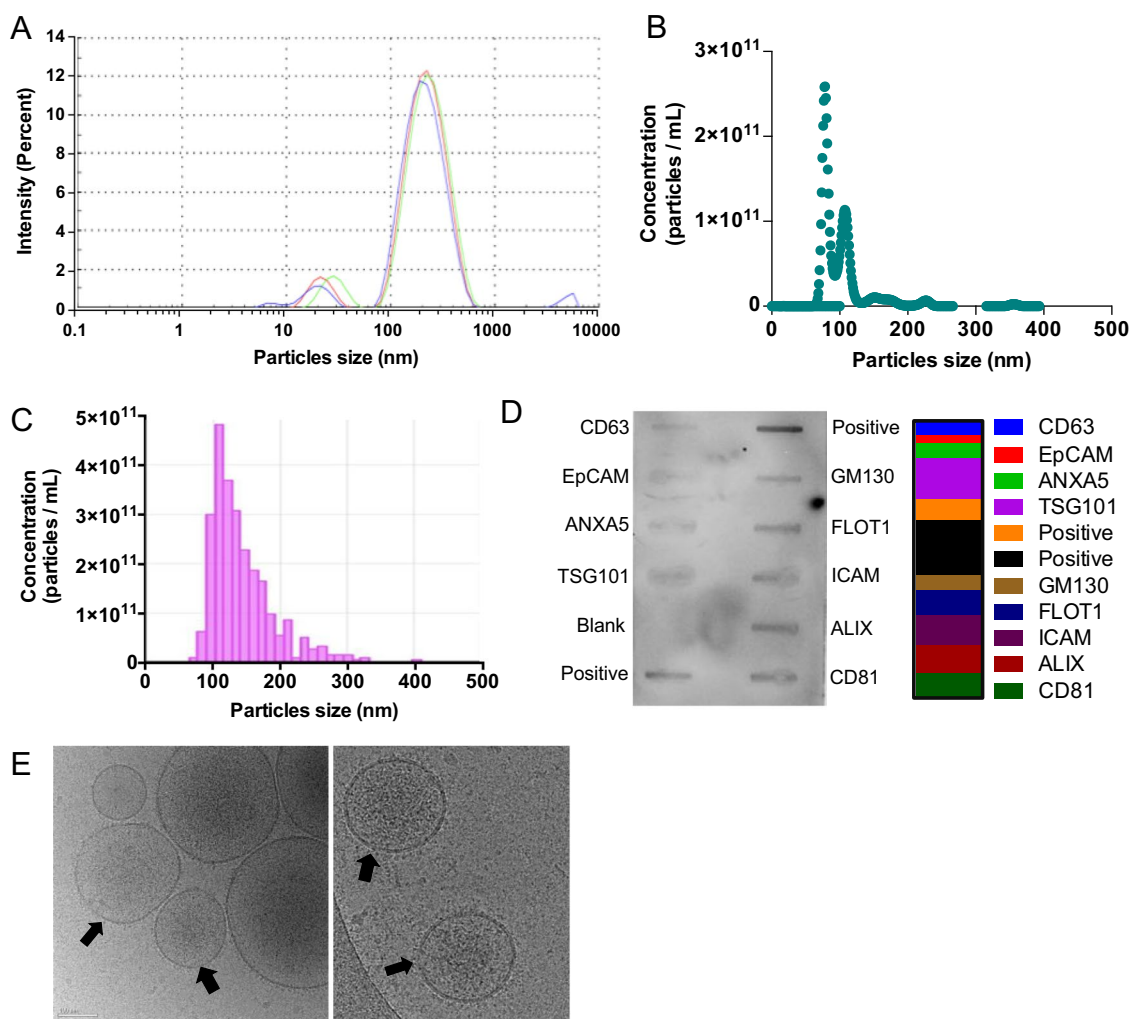 A
14
12
10
8
6
4
2
0
Intensity (Percent)
0.1 1 10 100 1000 10000
Particles size (nm)
B
3×10¹¹
2×10¹¹
1×10¹¹
0
Concentration
(particles / mL)
0 100 200 300 400 500
Particles size (nm)
C
5×10¹¹
4×10¹¹
3×10¹¹
2×10¹¹
1×10¹¹
0
Concentration
(particles / mL)
0 100 200 300 400 500
Particles size (nm)
D
CD63
EpCAM
ANXA5
TSG101
Blank
Positive
Positive
GM130
FLOT1
ICAM
ALIX
CD81
CD63
EpCAM
ANXA5
TSG101
Positive
Positive
GM130
FLOT1
ICAM
ALIX
CD81
E